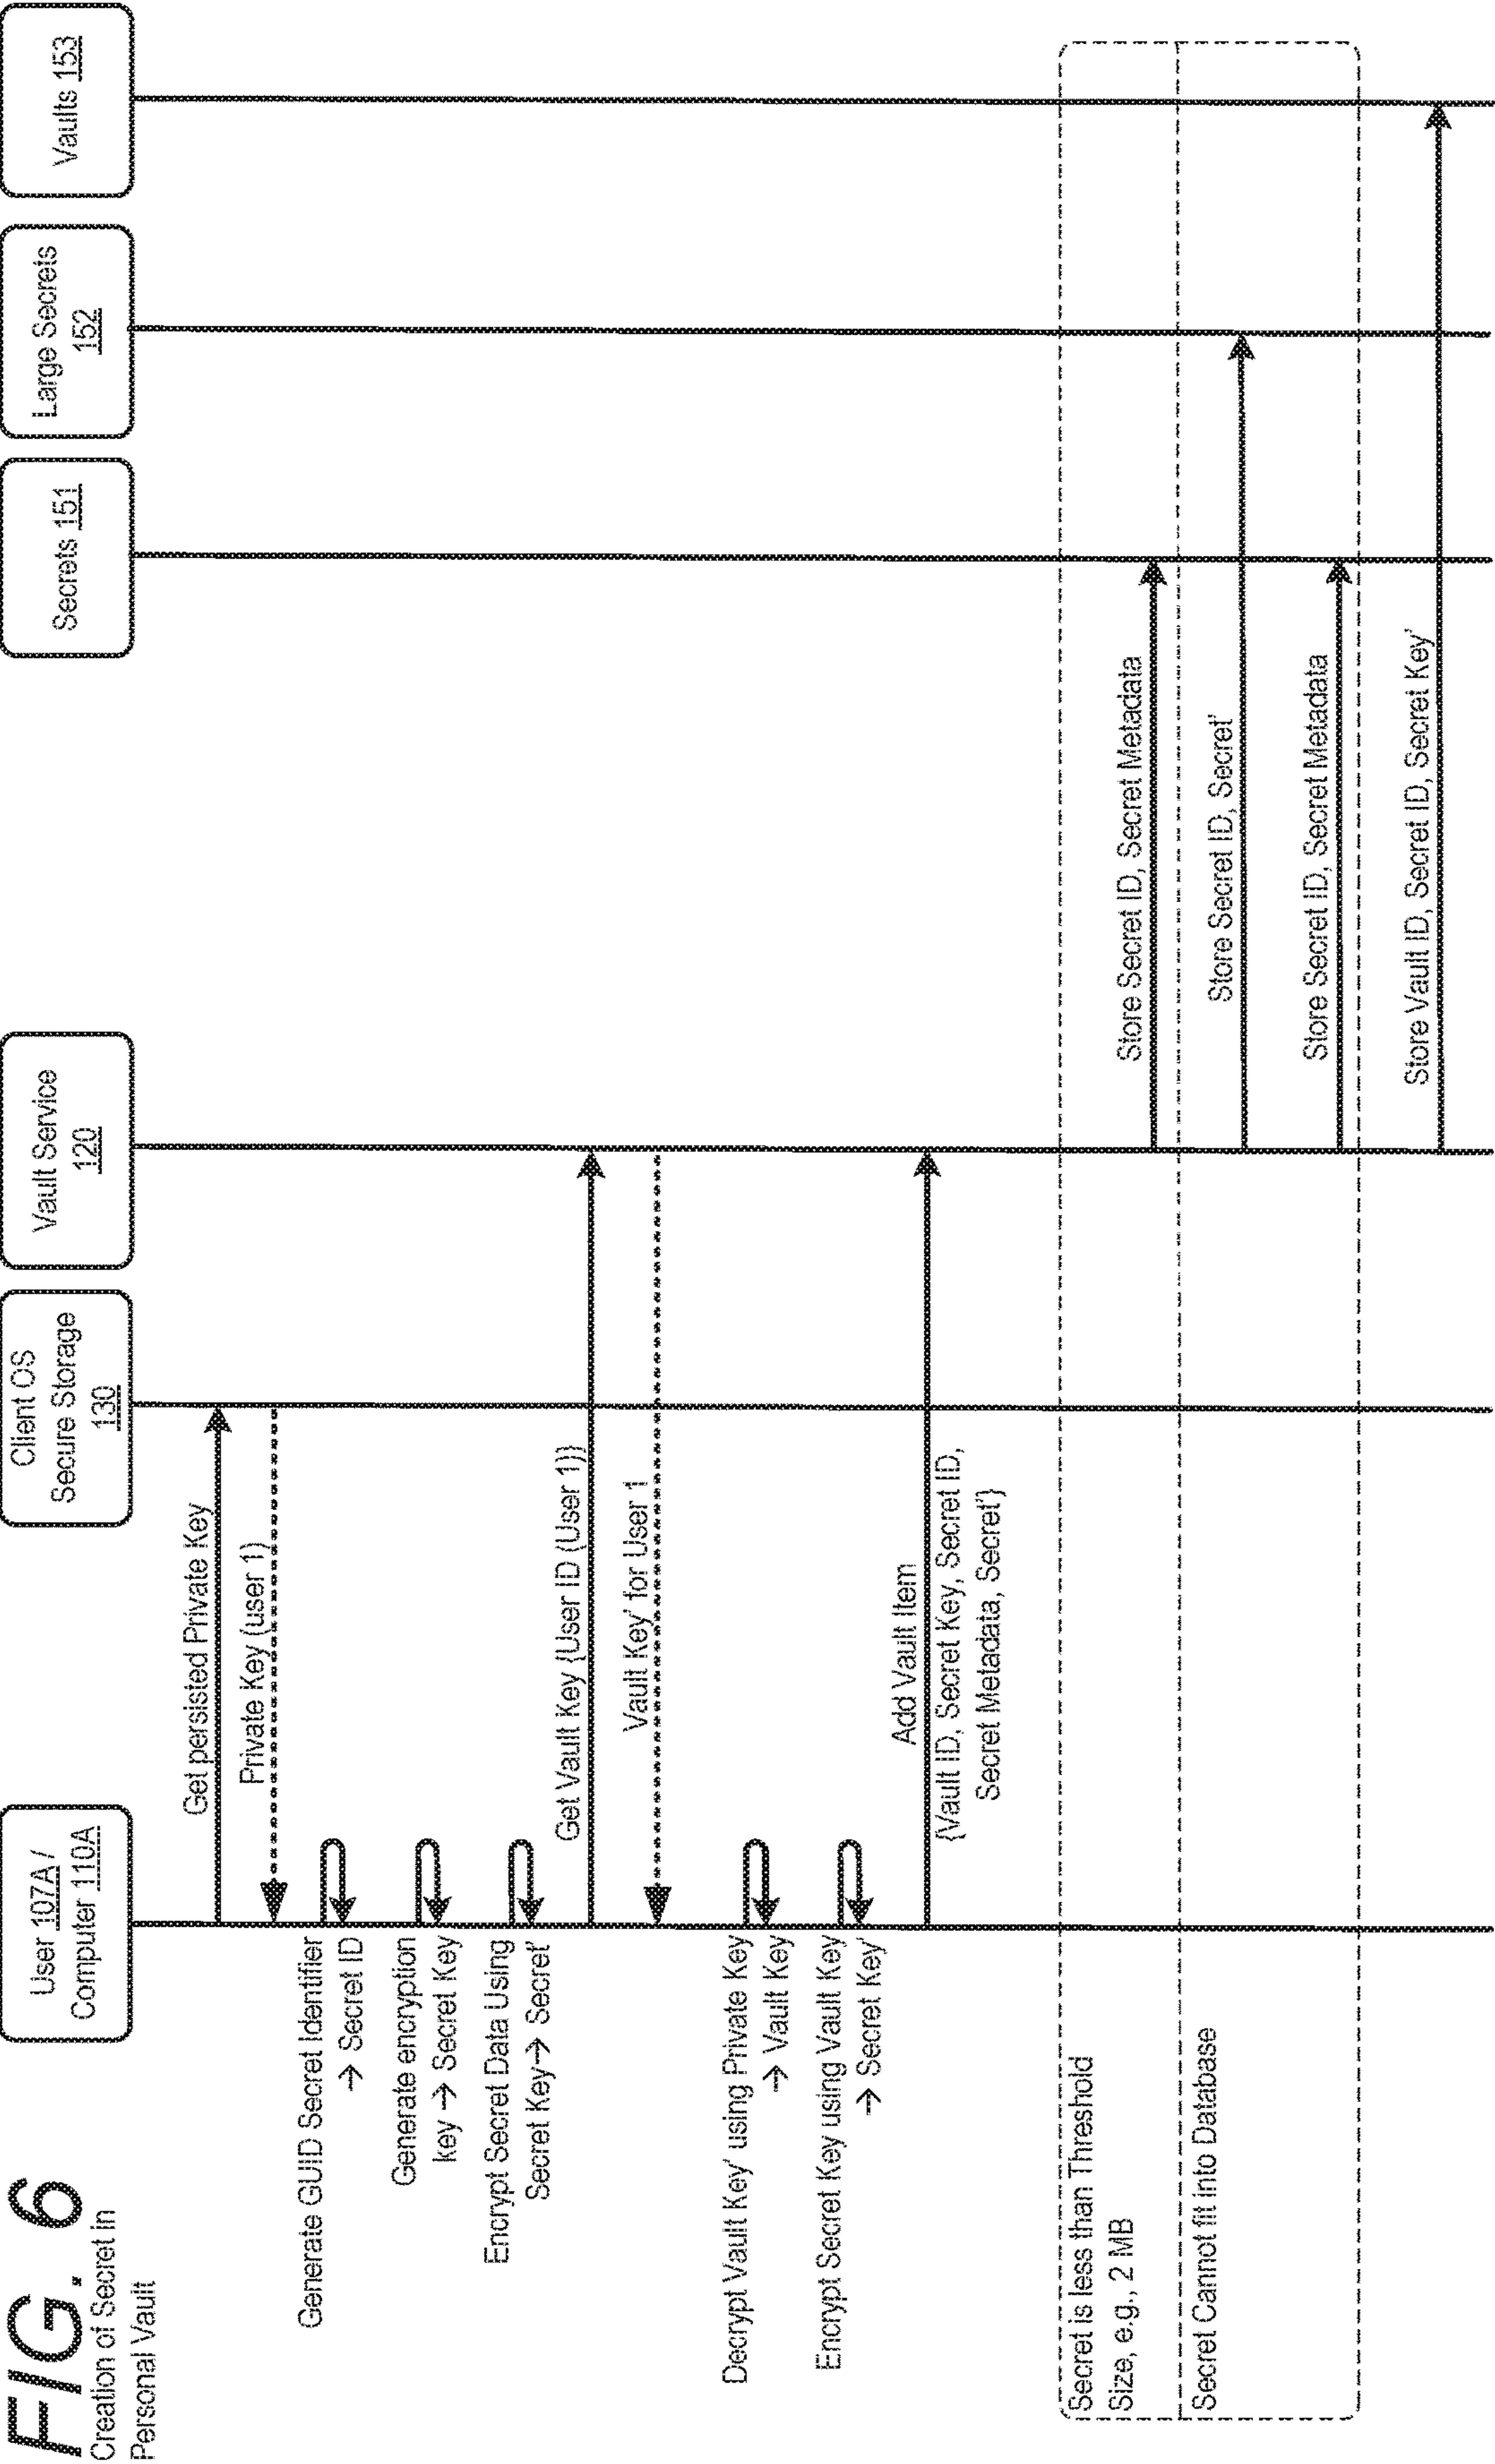 FIG. 6
Creation of Secret in
Personal Vault
User 107A /
Computer 110A
Client OS
Secure Storage
130
Vault Service
120
Secrets 151
Large Secrets
152
Vaults 153
Get persisted Private Key
Private Key (user 1)
Generate GUID Secret Identifier
→ Secret ID
Generate encryption
key → Secret Key
Encrypt Secret Data Using
Secret Key → Secret'
Get Vault Key {User ID (User 1)}
Vault Key' for User 1
Decrypt Vault Key' using Private Key
→ Vault Key
Encrypt Secret Key using Vault Key
→ Secret Key'
Add Vault Item
{Vault ID, Secret Key, Secret ID,
Secret Metadata, Secret'}
Secret is less than Threshold
Size, e.g., 2 MB
Store Secret ID, Secret Metadata
Secret Cannot fit into Database
Store Secret ID, Secret'
Store Secret ID, Secret Metadata
Store Vault ID, Secret ID, Secret Key'